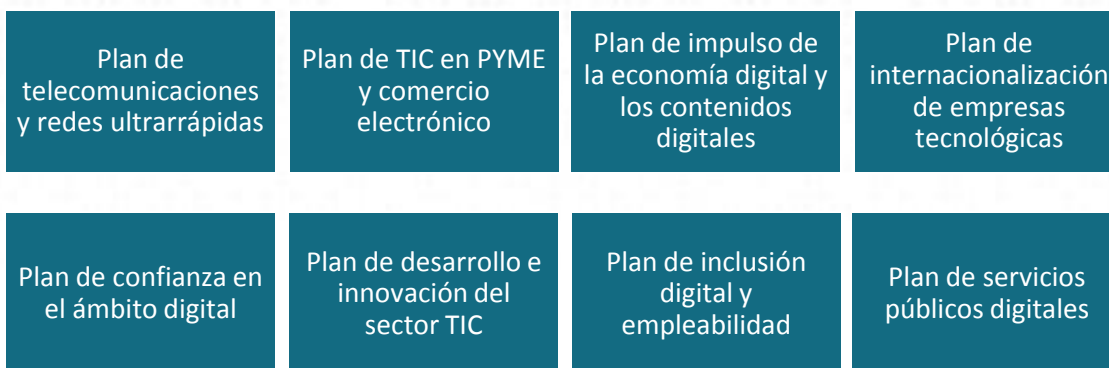 Plan de
telecomunicaciones
y redes ultrarrápidas
Plan de TIC en PYME
y comercio
electrónico
Plan de impulso de
la economía digital y
los contenidos
digitales
Plan de
internacionalización
de empresas
tecnológicas
Plan de confianza en
el ámbito digital
Plan de desarrollo e
innovación del
sector TIC
Plan de inclusión
digital y
empleabilidad
Plan de servicios
públicos digitales